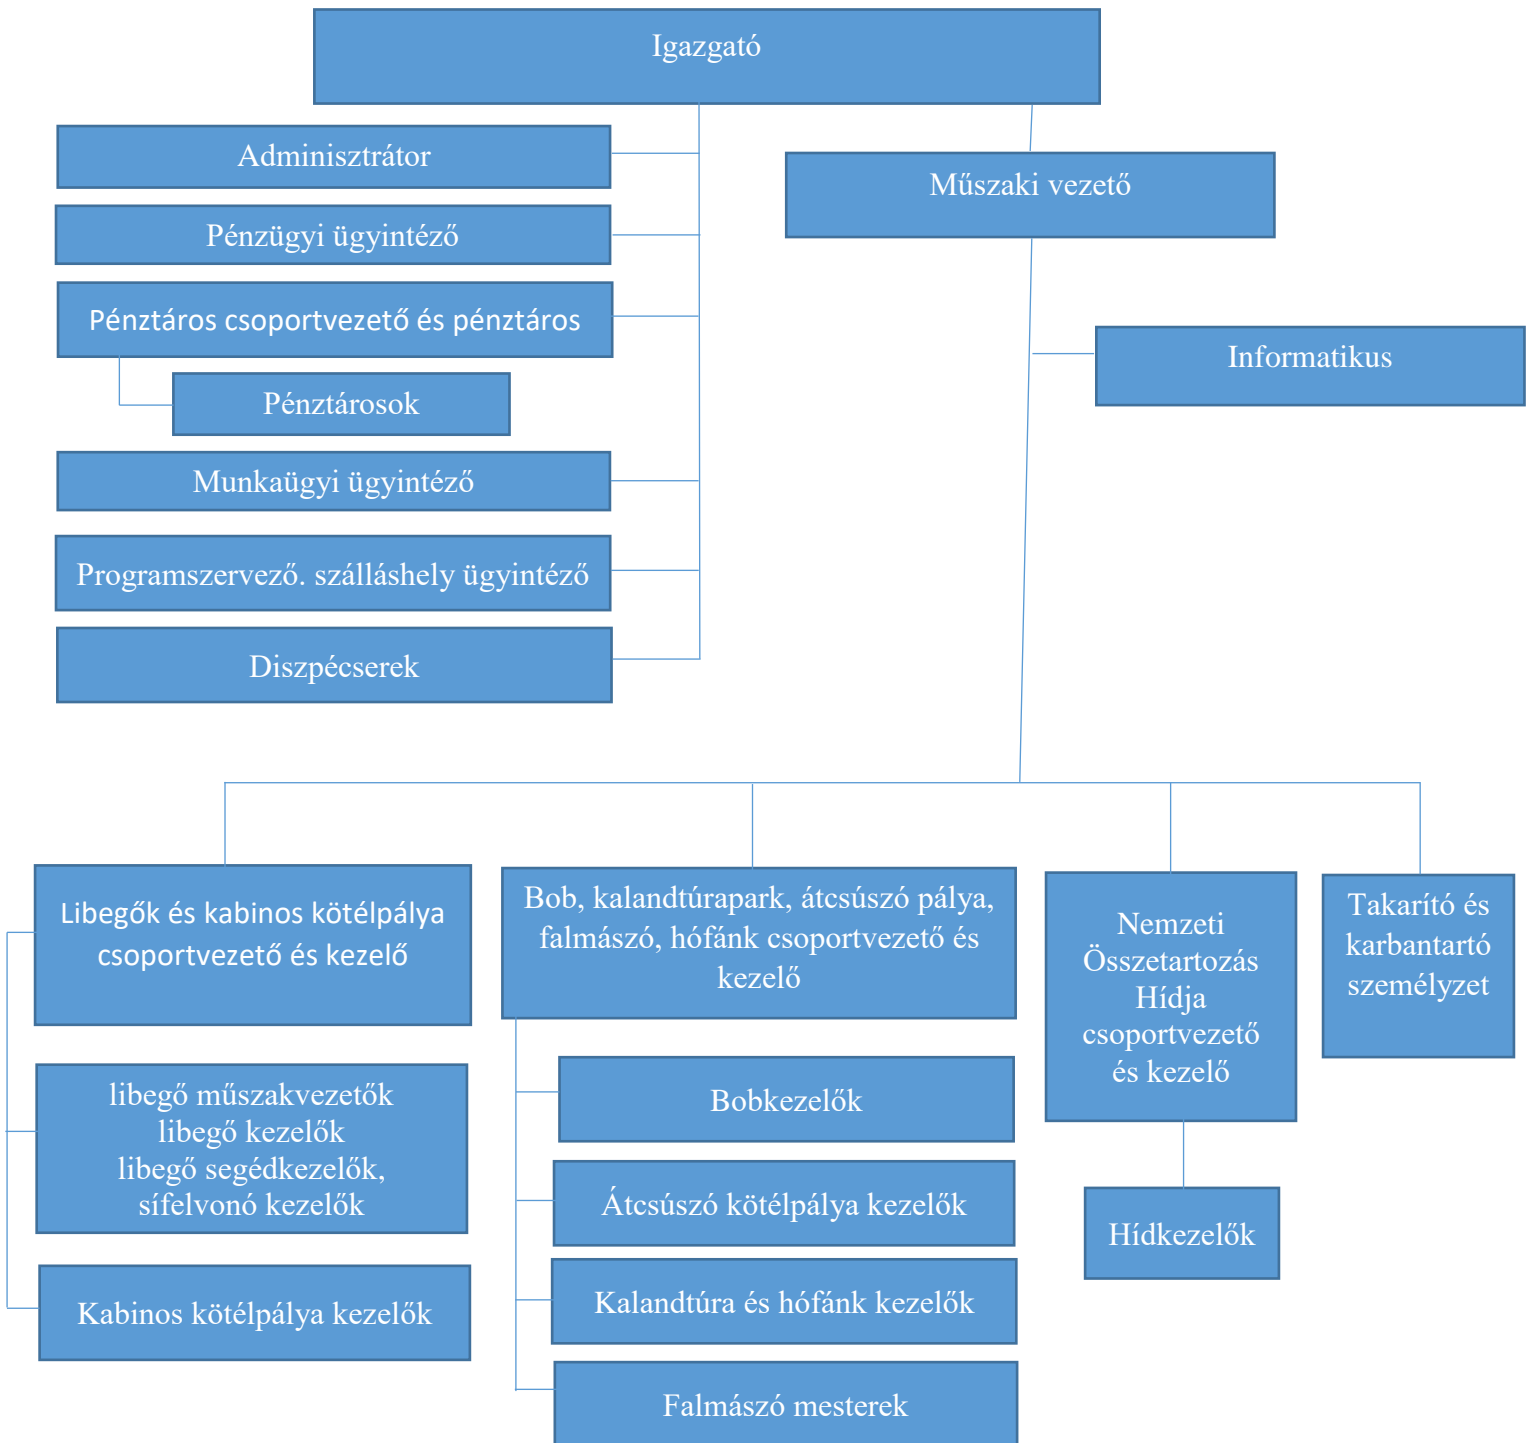 Igazgató
Adminisztrátor
Műszaki vezető
Pénzügyi ügyintéző
Pénztáros csoportvezető és pénztáros
Informatikus
Pénztárosok
Munkaügyi ügyintéző
Programszervező. szálláshely ügyintéző
Diszpécserek
Libegők és kabinos kötélpálya
csoportvezető és kezelő
libegő műszakvezetők
libegő kezelők
libegő segédkezelők,
sífelvonó kezelők
Kabinos kötélpálya kezelők
Bob, kalandtúrapark, átcsúszó pálya,
falmászó, hófánk csoportvezető és
kezelő
Bobkezelők
Átcsúszó kötélpálya kezelők
Kalandtúra és hófánk kezelők
Falmászó mesterek
Nemzeti
Összetartozás
Hídja
csoportvezető
és kezelő
Hídkezelők
Takarító és
karbantartó
személyzet